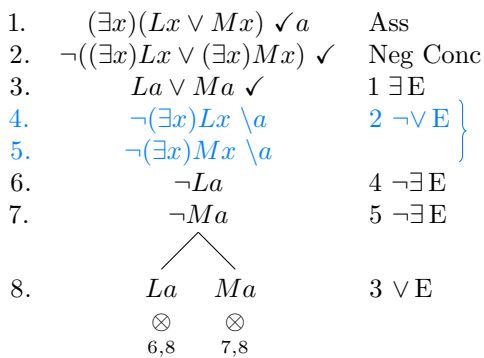 1. (∃x)(Lx ∨ Mx) ✓a Ass
2. ¬((∃x)Lx ∨ (∃x)Mx) ✓ Neg Conc
3. La ∨ Ma ✓ 1 ∃E
4. ¬(∃x)Lx \a 2 ¬∨E
5. ¬(∃x)Mx \a
6. ¬La 4 ¬∃E
7. ¬Ma 5 ¬∃E
8. La Ma 3 ∨E
⊗ ⊗
6,8 7,8